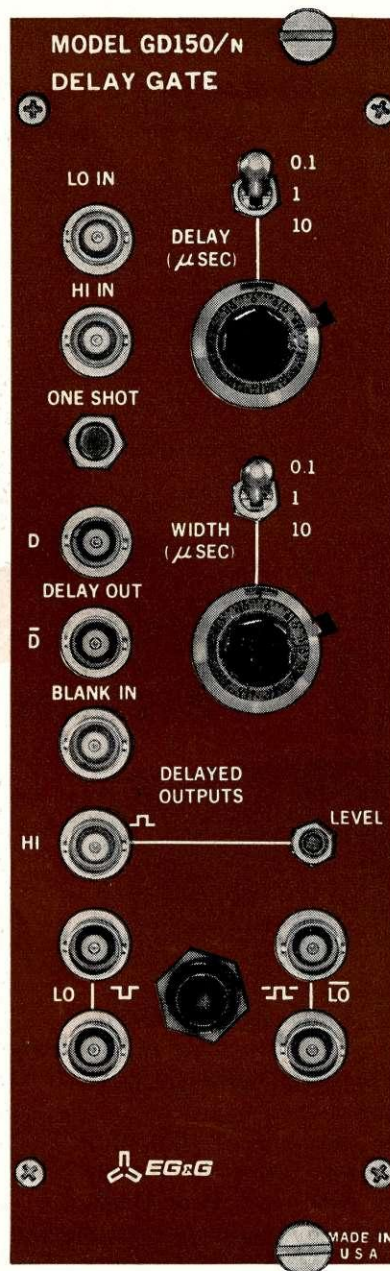 MODEL GD150/N
DELAY GATE
LO IN
0.1
1
10
DELAY
(μSEC)
HI IN
ONE SHOT
0.1
1
10
WIDTH
(μSEC)
D
DELAY OUT
D̅
BLANK IN
DELAYED
OUTPUTS
HI
LEVEL
LO
L̅O̅
EG&G
MADE IN
USA